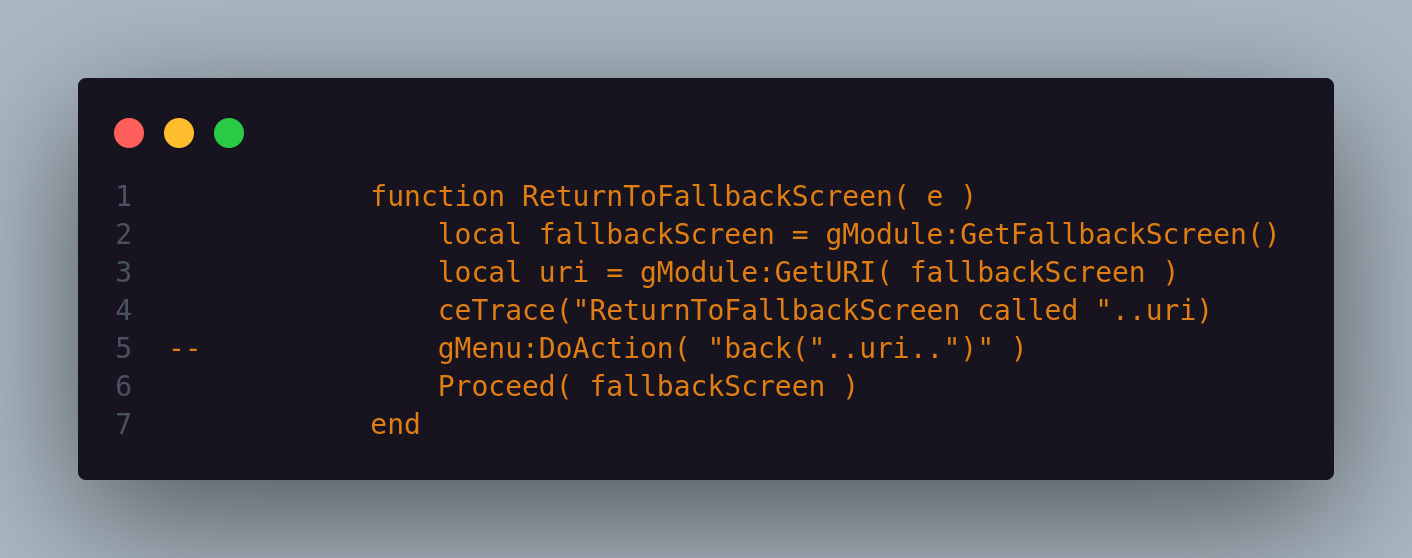 1 function ReturnToFallbackScreen( e )
2 local fallbackScreen = gModule:GetFallbackScreen()
3 local uri = gModule:GetURI( fallbackScreen )
4 ceTrace("ReturnToFallbackScreen called "..uri)
5 -- gMenu:DoAction( "back("..uri..")" )
6 Proceed( fallbackScreen )
7 end